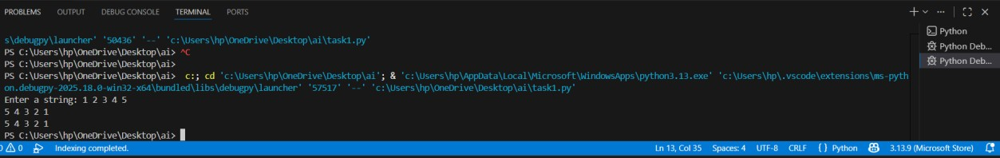 PROBLEMS OUTPUT DEBUG CONSOLE TERMINAL PORTS
s\debugpy\launcher' '50436' '--' 'c:\Users\hp\OneDrive\Desktop\ai\task1.py'
PS C:\Users\hp\OneDrive\Desktop\ai> ^C
PS C:\Users\hp\OneDrive\Desktop\ai>
PS C:\Users\hp\OneDrive\Desktop\ai>  c:; cd 'c:\Users\hp\OneDrive\Desktop\ai'; & 'c:\Users\hp\AppData\Local\Microsoft\WindowsApps\python3.13.exe' 'c:\Users\hp\.vscode\extensions\ms-pyth
on.debugpy-2025.18.0-win32-x64\bundled\libs\debugpy\launcher' '57517' '--' 'c:\Users\hp\OneDrive\Desktop\ai\task1.py'
Enter a string: 1 2 3 4 5
5 4 3 2 1
5 4 3 2 1
PS C:\Users\hp\OneDrive\Desktop\ai>
Python
Python Deb...
Python Deb...
0 0 Indexing completed. Ln 13, Col 35 Spaces: 4 UTF-8 CRLF {} Python 3.13.9 (Microsoft Store)